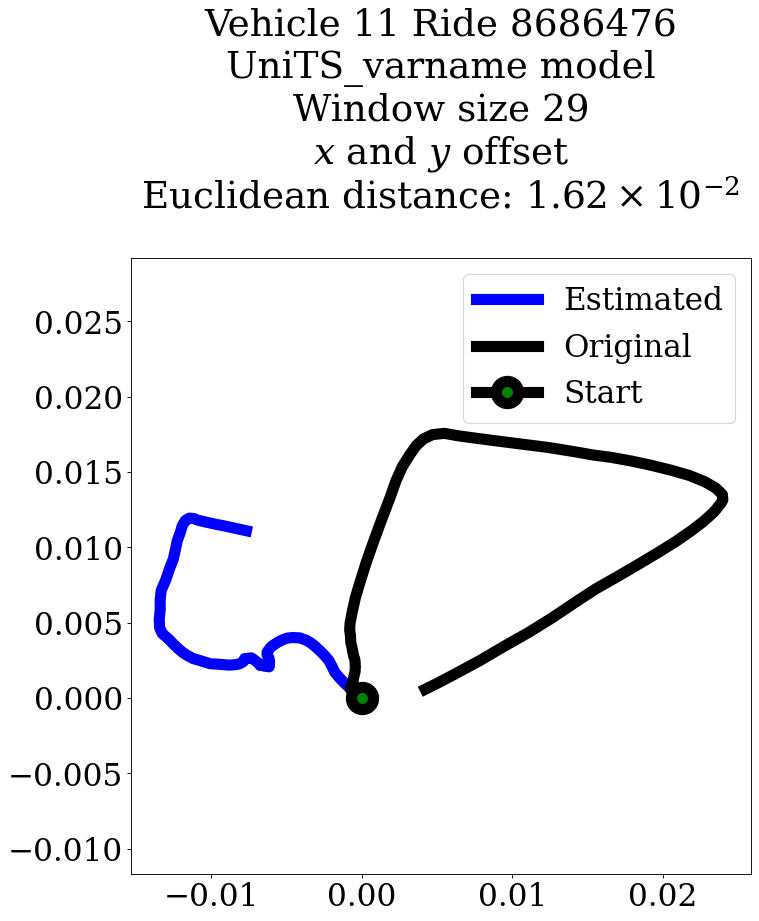 Vehicle 11 Ride 8686476
UniTS_varname model
Window size 29
x and y offset
Euclidean distance: 1.62 × 10⁻²
Estimated
Original
Start
0.025
0.020
0.015
0.010
0.005
0.000
−0.005
−0.010
−0.01 0.00 0.01 0.02